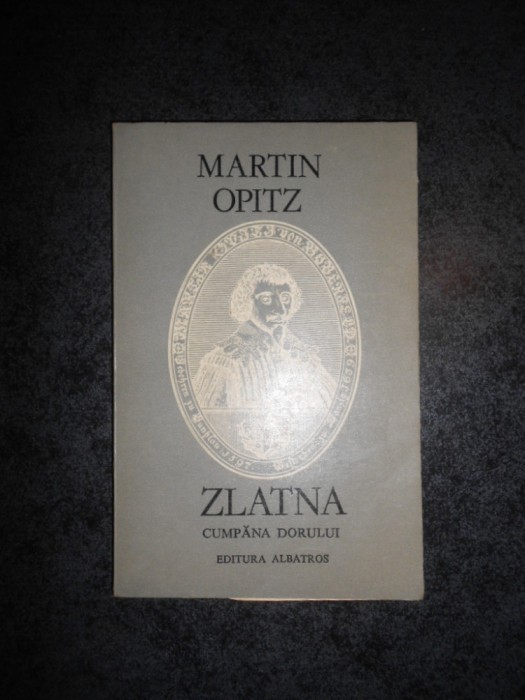 MARTIN
OPITZ
ZLATNA
CUMPĂNA DORULUI
EDITURA ALBATROS